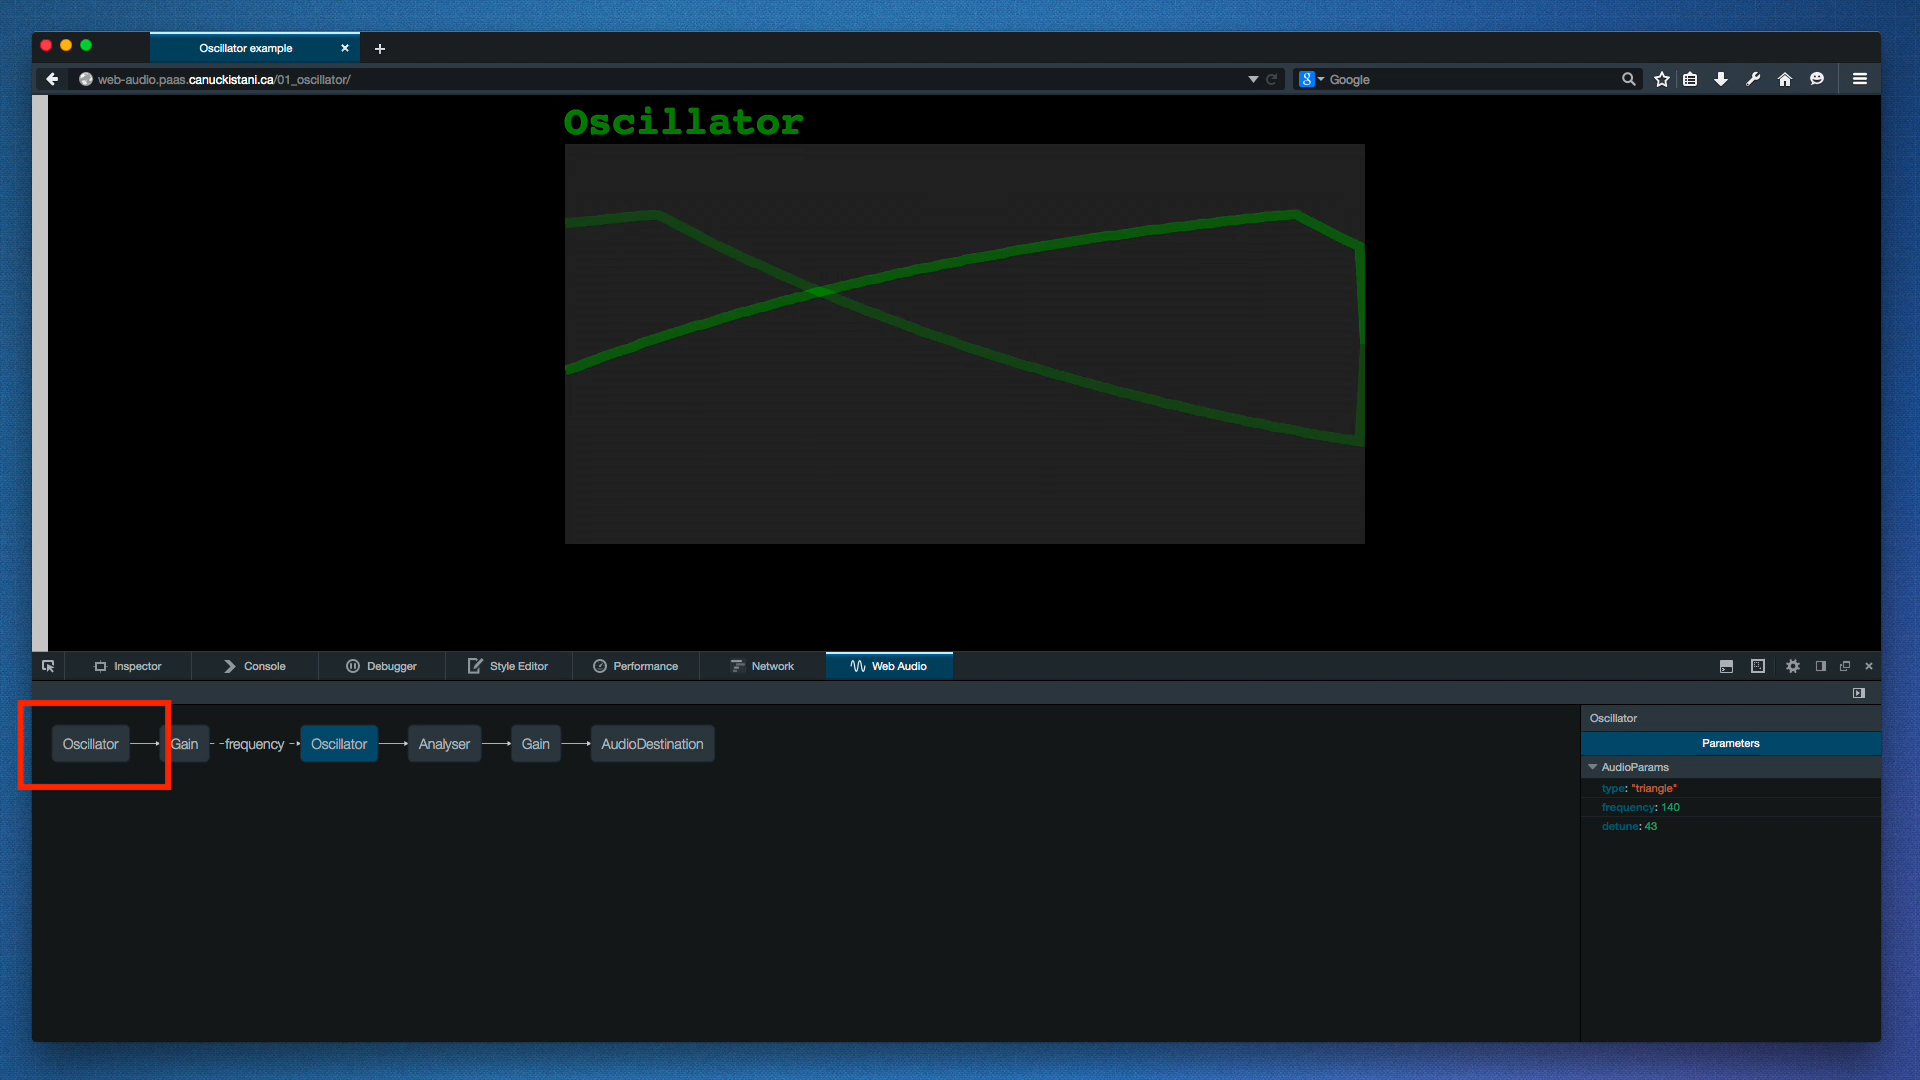 Oscillator example
web-audio.paas.canuckistani.ca/01_oscillator/
Google
Oscillator
Inspector Console Debugger Style Editor Performance Network Web Audio
Oscillator Gain frequency Oscillator Analyser Gain AudioDestination
Oscillator
Parameters
AudioParams
type: "triangle"
frequency: 140
detune: 43